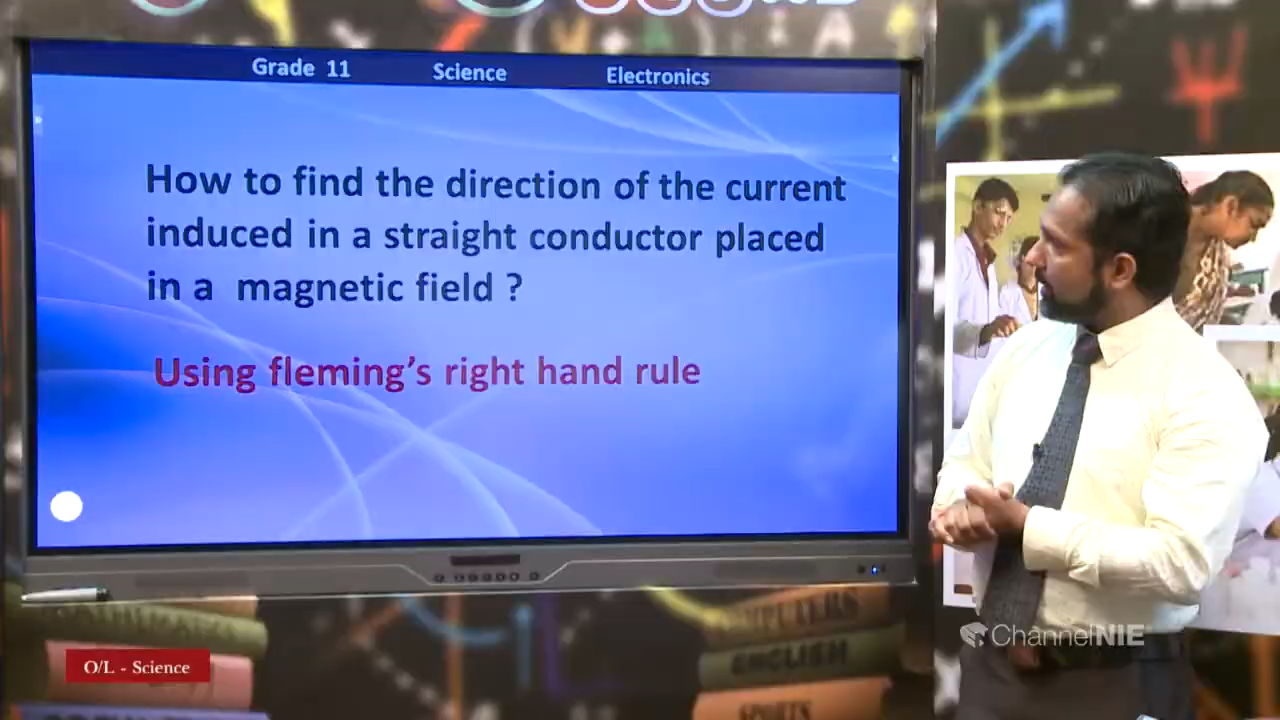 Grade 11 Science Electronics
How to find the direction of the current
induced in a straight conductor placed
in a magnetic field ?
Using fleming's right hand rule
ENGLISH
SPORTS
O/L - Science
ChannelNIE